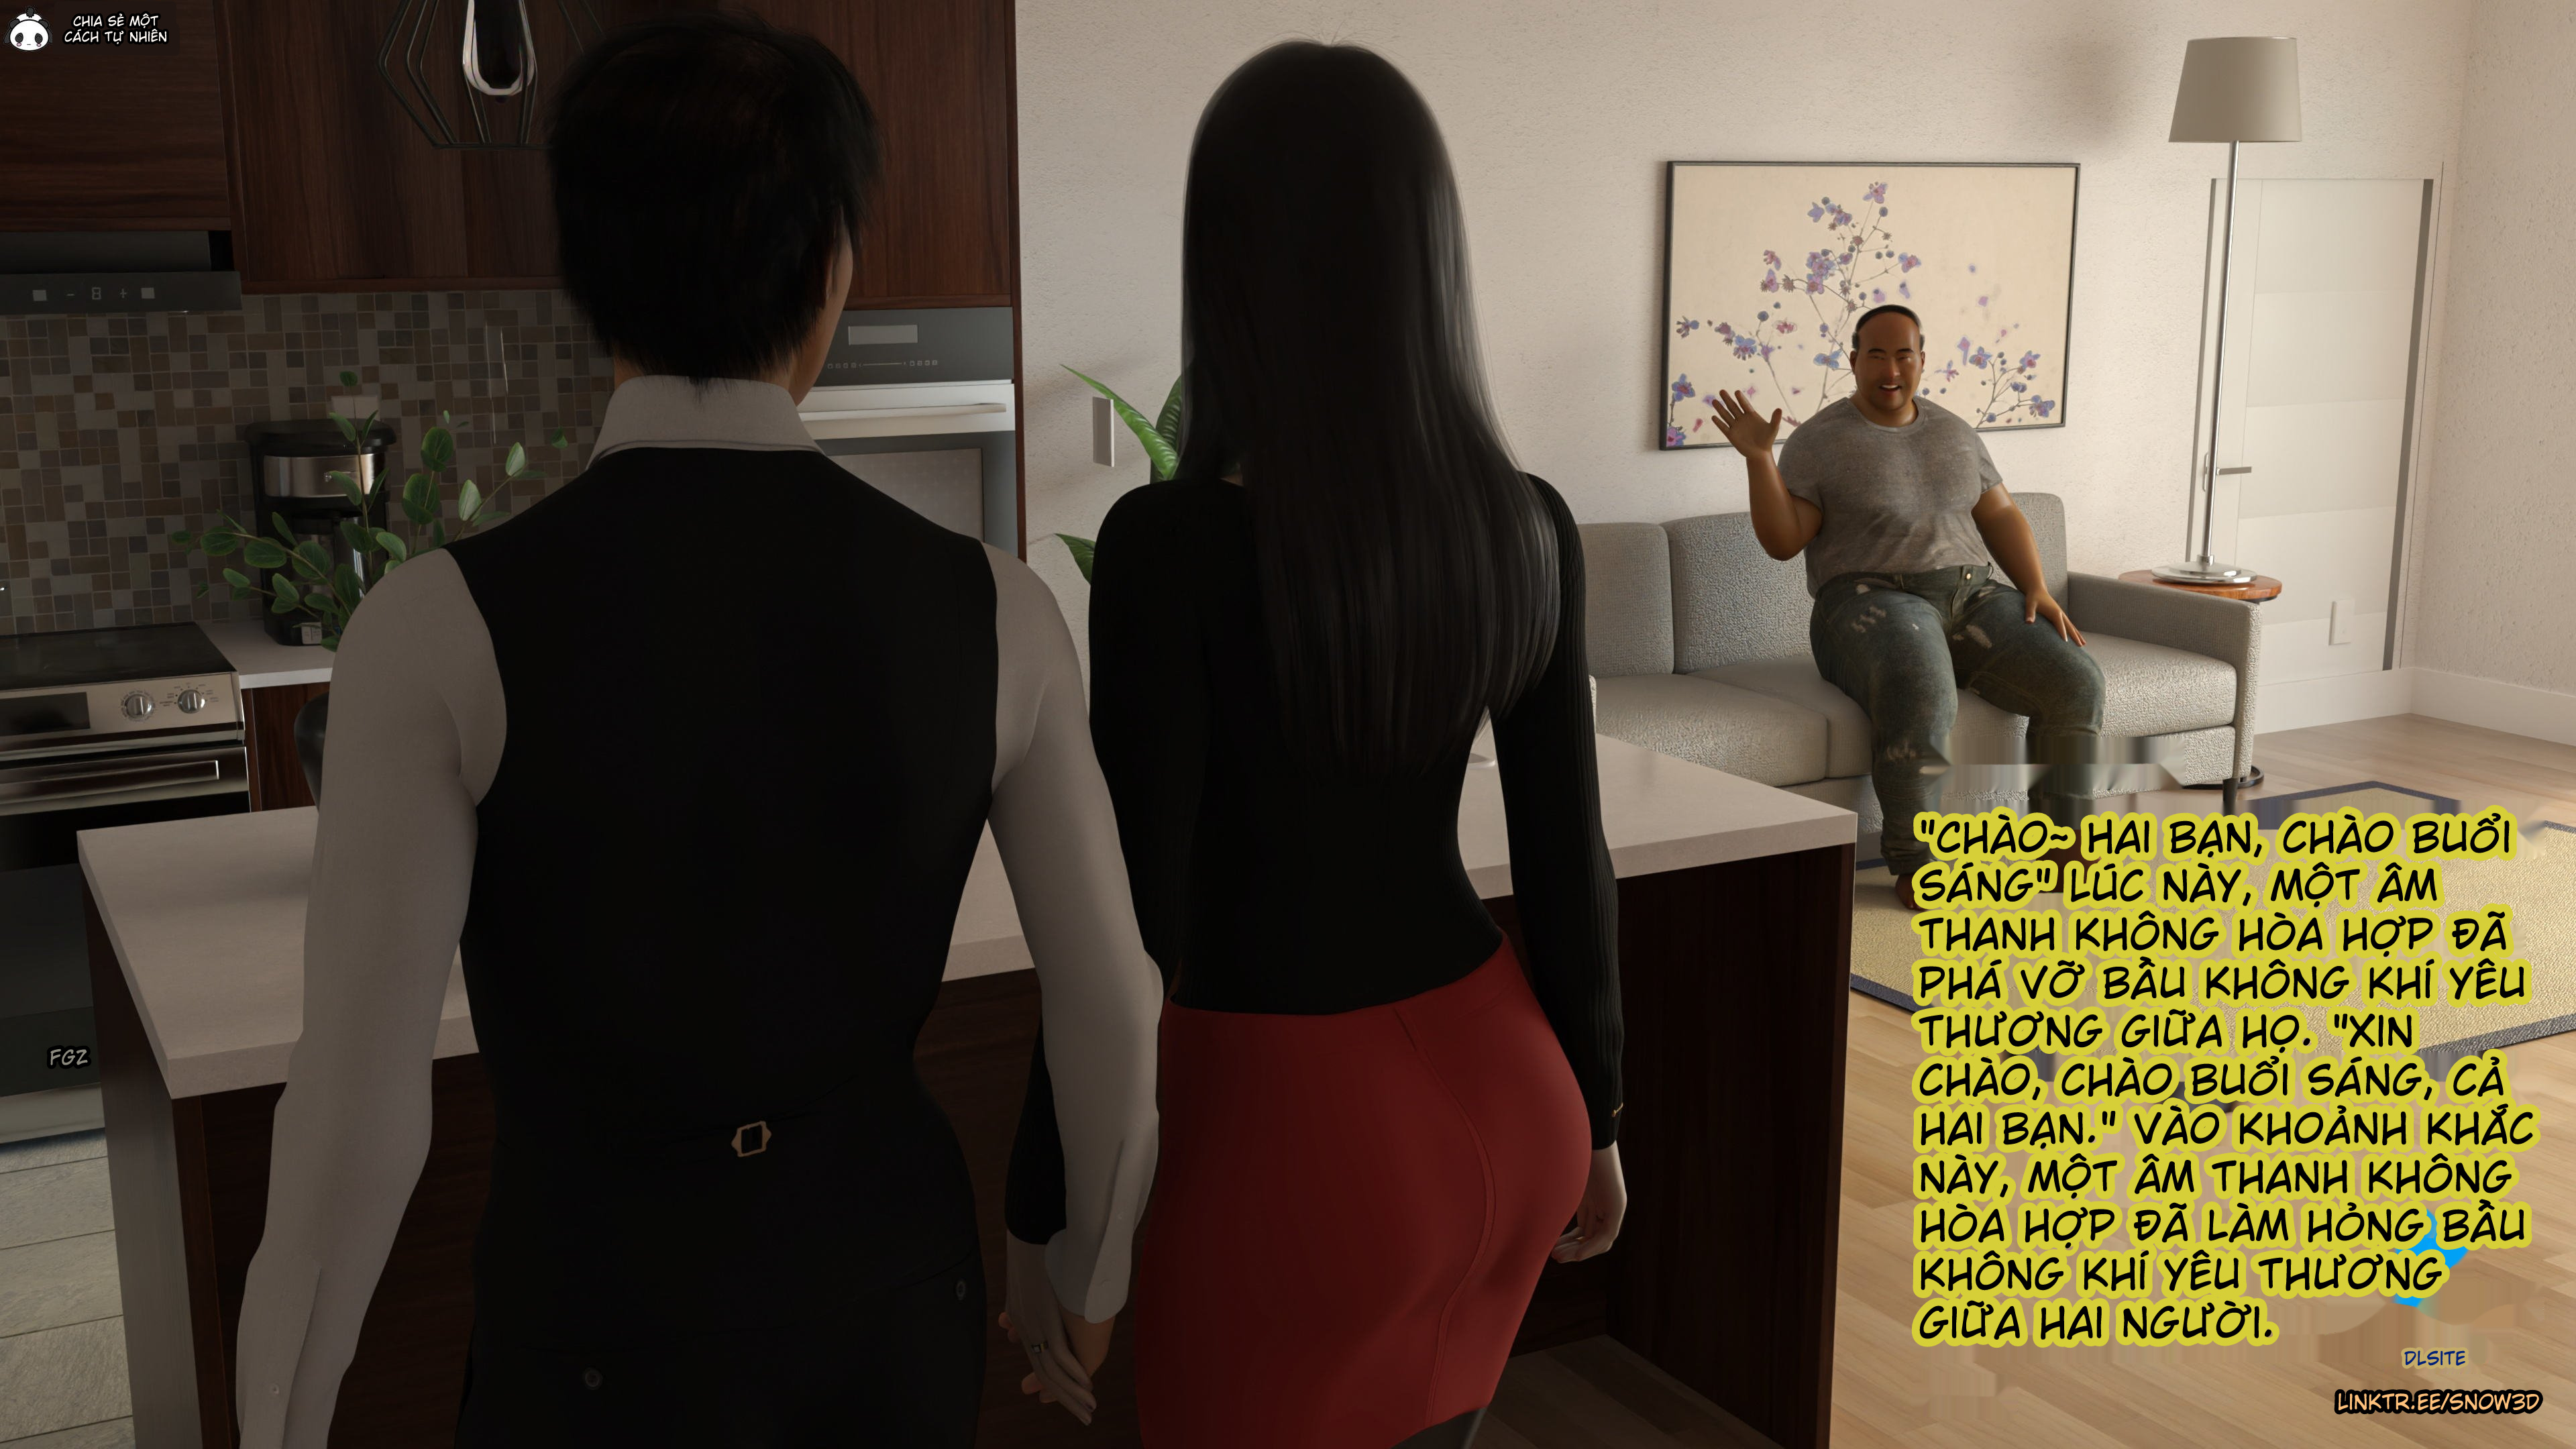 CHIA SẺ MỘT
CÁCH TỰ NHIÊN
FGZ
"CHÀO~ HAI BẠN, CHÀO BUỔI
SÁNG" LÚC NÀY, MỘT ÂM
THANH KHÔNG HÒA HỢP ĐÃ
PHÁ VỠ BẦU KHÔNG KHÍ YÊU
THƯƠNG GIỮA HỌ. "XIN
CHÀO, CHÀO BUỔI SÁNG, CẢ
HAI BẠN." VÀO KHOẢNH KHẮC
NÀY, MỘT ÂM THANH KHÔNG
HÒA HỢP ĐÃ LÀM HỎNG BẦU
KHÔNG KHÍ YÊU THƯƠNG
GIỮA HAI NGƯỜI.
DLSITE
LINKTR.EE/SNOW3D